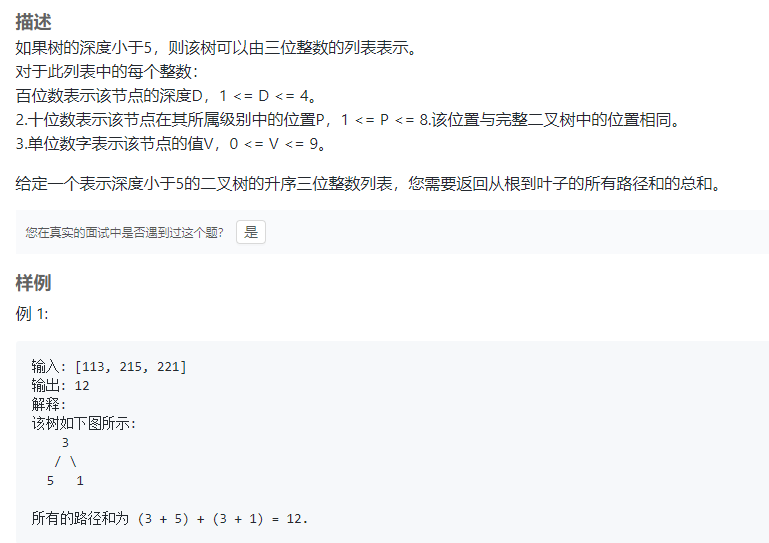 描述
如果树的深度小于5，则该树可以由三位整数的列表表示。
对于此列表中的每个整数：
百位数表示该节点的深度D，1 <= D <= 4。
2.十位数表示该节点在其所属级别中的位置P，1 <= P <= 8.该位置与完整二叉树中的位置相同。
3.单位数字表示该节点的值V，0 <= V <= 9。
给定一个表示深度小于5的二叉树的升序三位整数列表，您需要返回从根到叶子的所有路径和的总和。
您在真实的面试中是否遇到过这个题？ 是
样例
例 1:
输入: [113, 215, 221]
输出: 12
解释:
该树如下图所示:
3
/ \
5 1
所有的路径和为 (3 + 5) + (3 + 1) = 12.